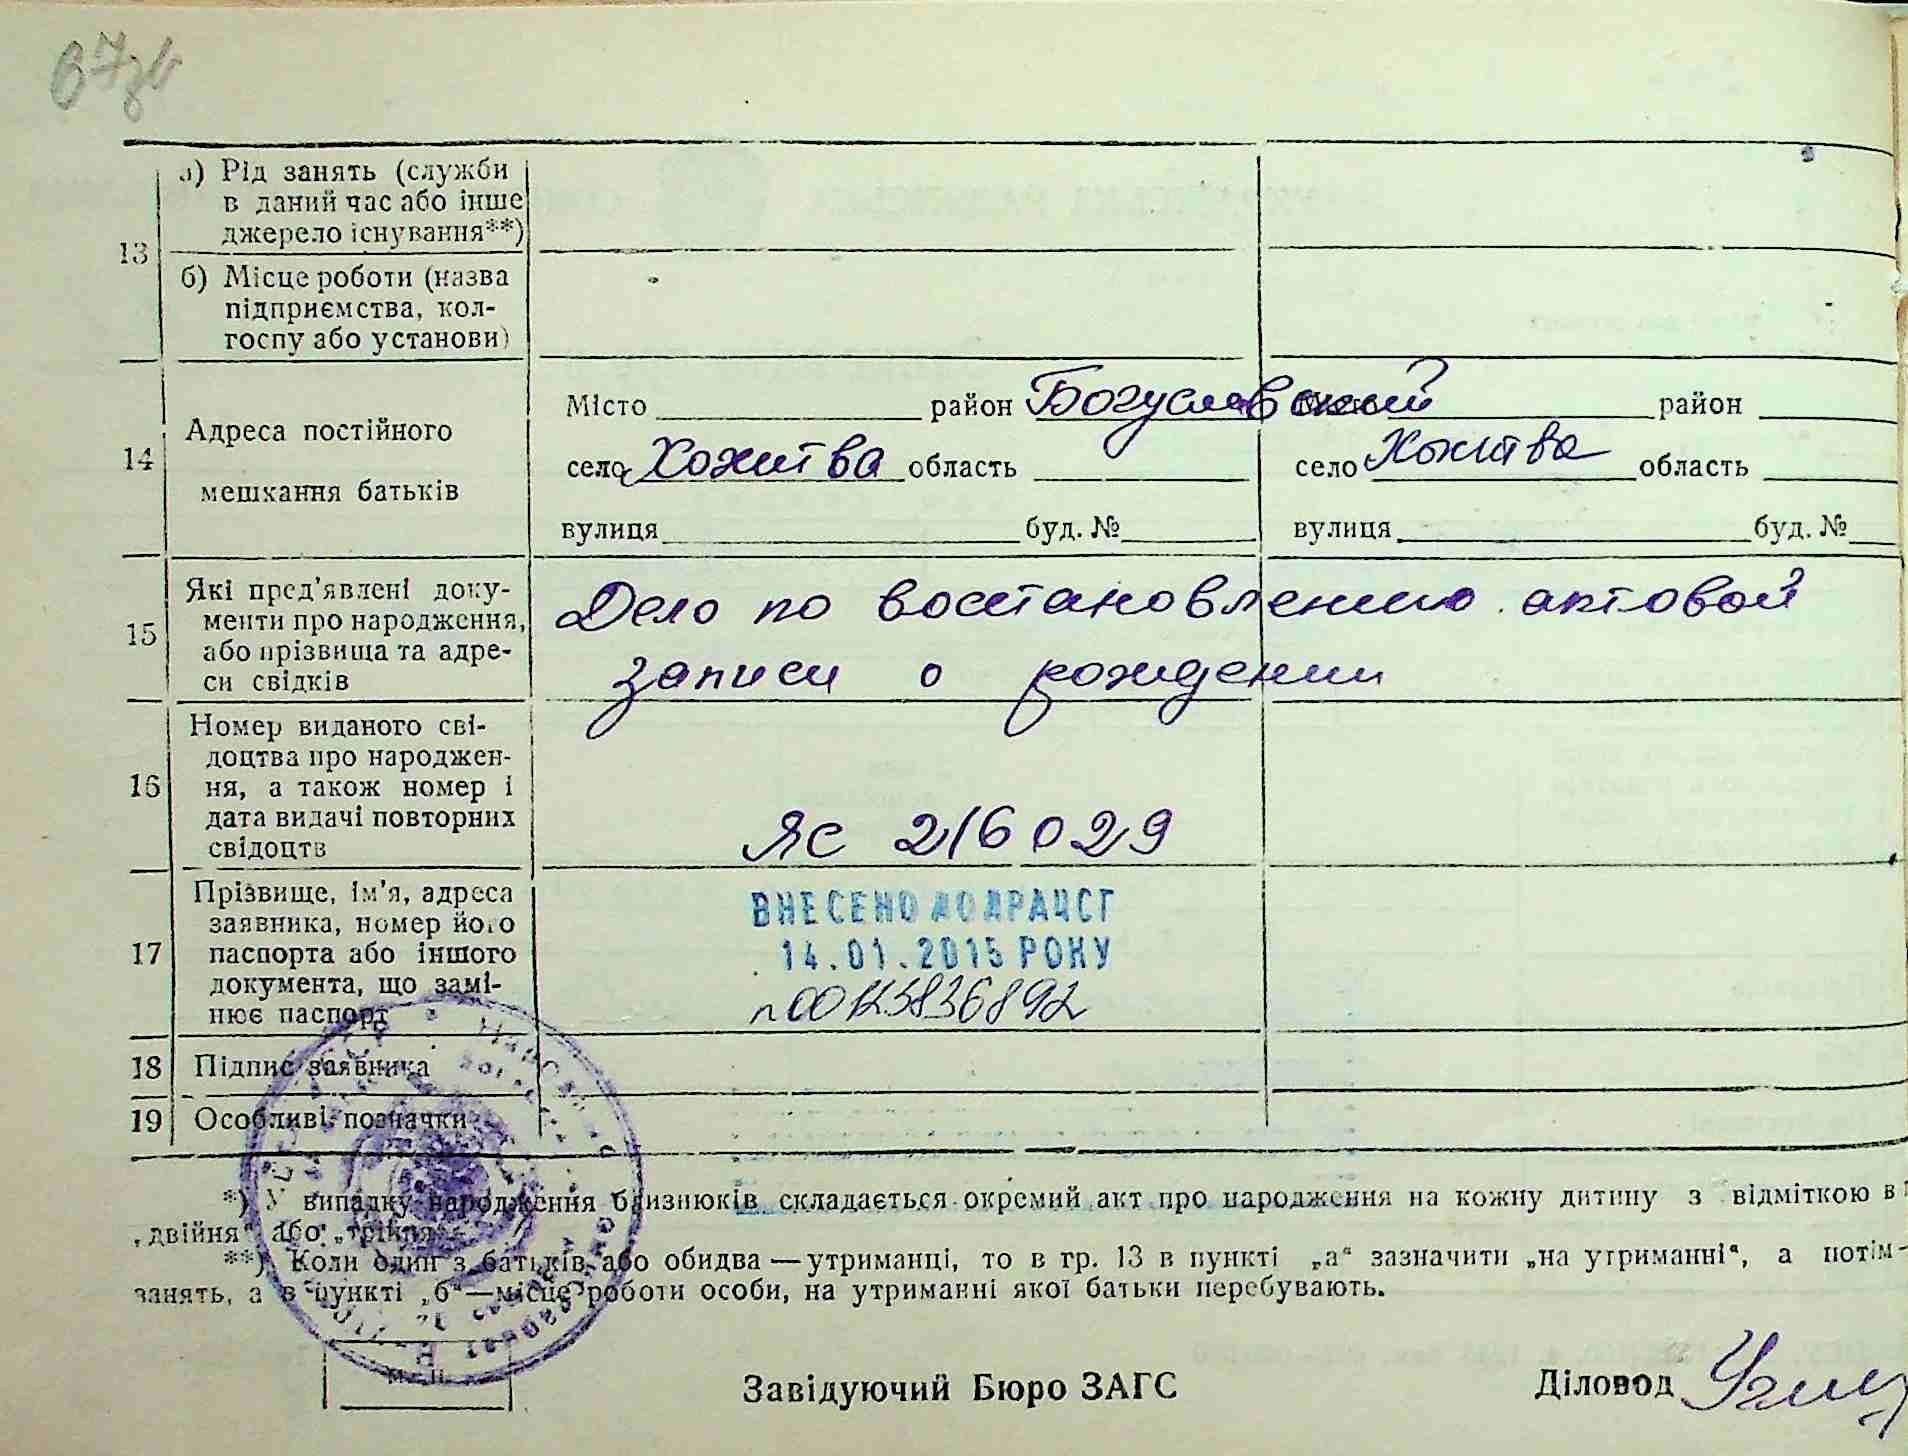 67зв
13
а) Рід занять (служби
в даний час або інше
джерело існування**)
б) Місце роботи (назва
підприємства, кол-
госпу або установи)
14
Адреса постійного
мешкання батьків
Місто район Богуславский
село Хохитва область
вулиця буд. №
Місто район
село Хохитва область
вулиця буд. №
15
Які пред’явлені доку-
менти про народження,
або прізвища та адре-
си свідків
Дело по восстановлению актовой
записи о рождении
16
Номер виданого сві-
доцтва про народжен-
ня, а також номер і
дата видачі повторних
свідоцтв
ЯС 216029
17
Прізвище, ім’я, адреса
заявника, номер його
паспорта або іншого
документа, що замі-
нює паспорт
ВНЕСЕНО ДО ДРАЦСГ
14.01.2015 РОКУ
18 Підпис заявника
19 Особливі позначки
*) У випадку народження близнюків складається окремий акт про народження на кожну дитину з відміткою в
„двійня“ або „трійня“
**) Коли один з батьків або обидва — утриманці, то в гр. 13 в пункті „а“ зазначити „на утриманні“, а потім
занять, а в пункті „б“ — місце роботи особи, на утриманні якої батьки перебувають.
М. П.
Завідуючий Бюро ЗАГС
Діловод